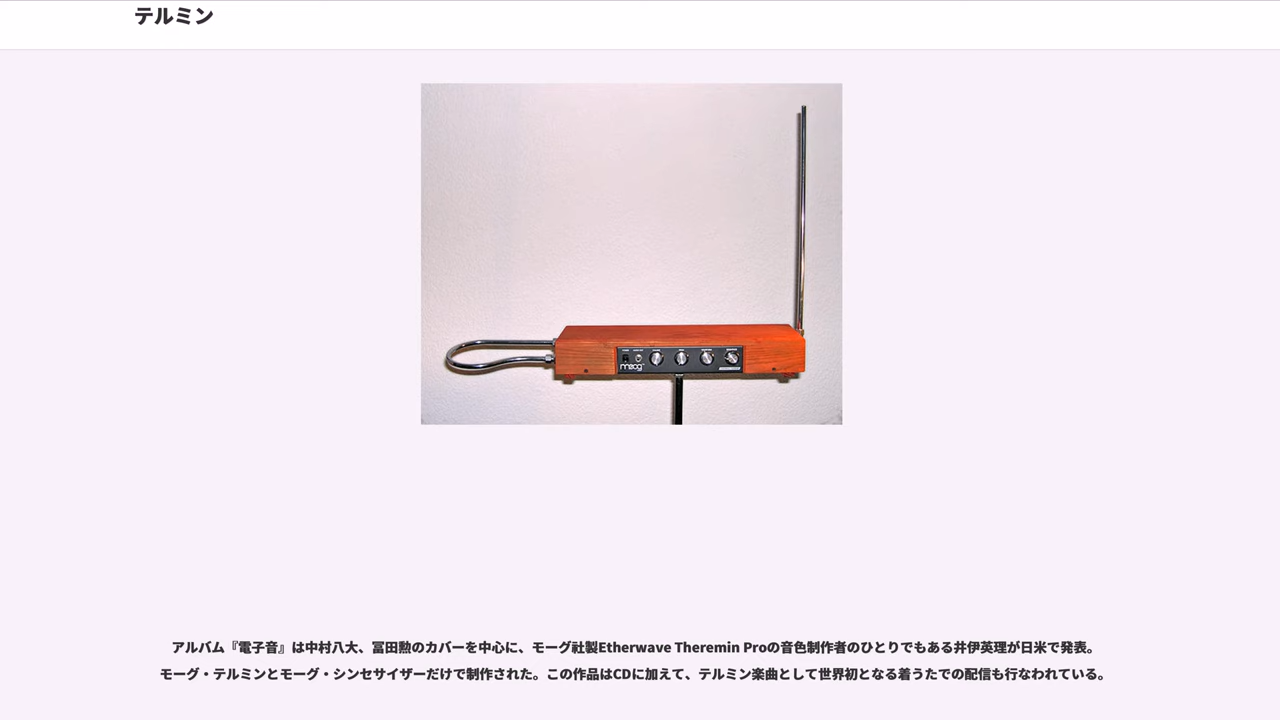 テルミン
moog
アルバム『電子音』は中村八大、冨田勲のカバーを中心に、モーグ社製Etherwave Theremin Proの音色制作者のひとりでもある井伊英理が日米で発表。
モーグ・テルミンとモーグ・シンセサイザーだけで制作された。この作品はCDに加えて、テルミン楽曲として世界初となる着うたでの配信も行なわれている。